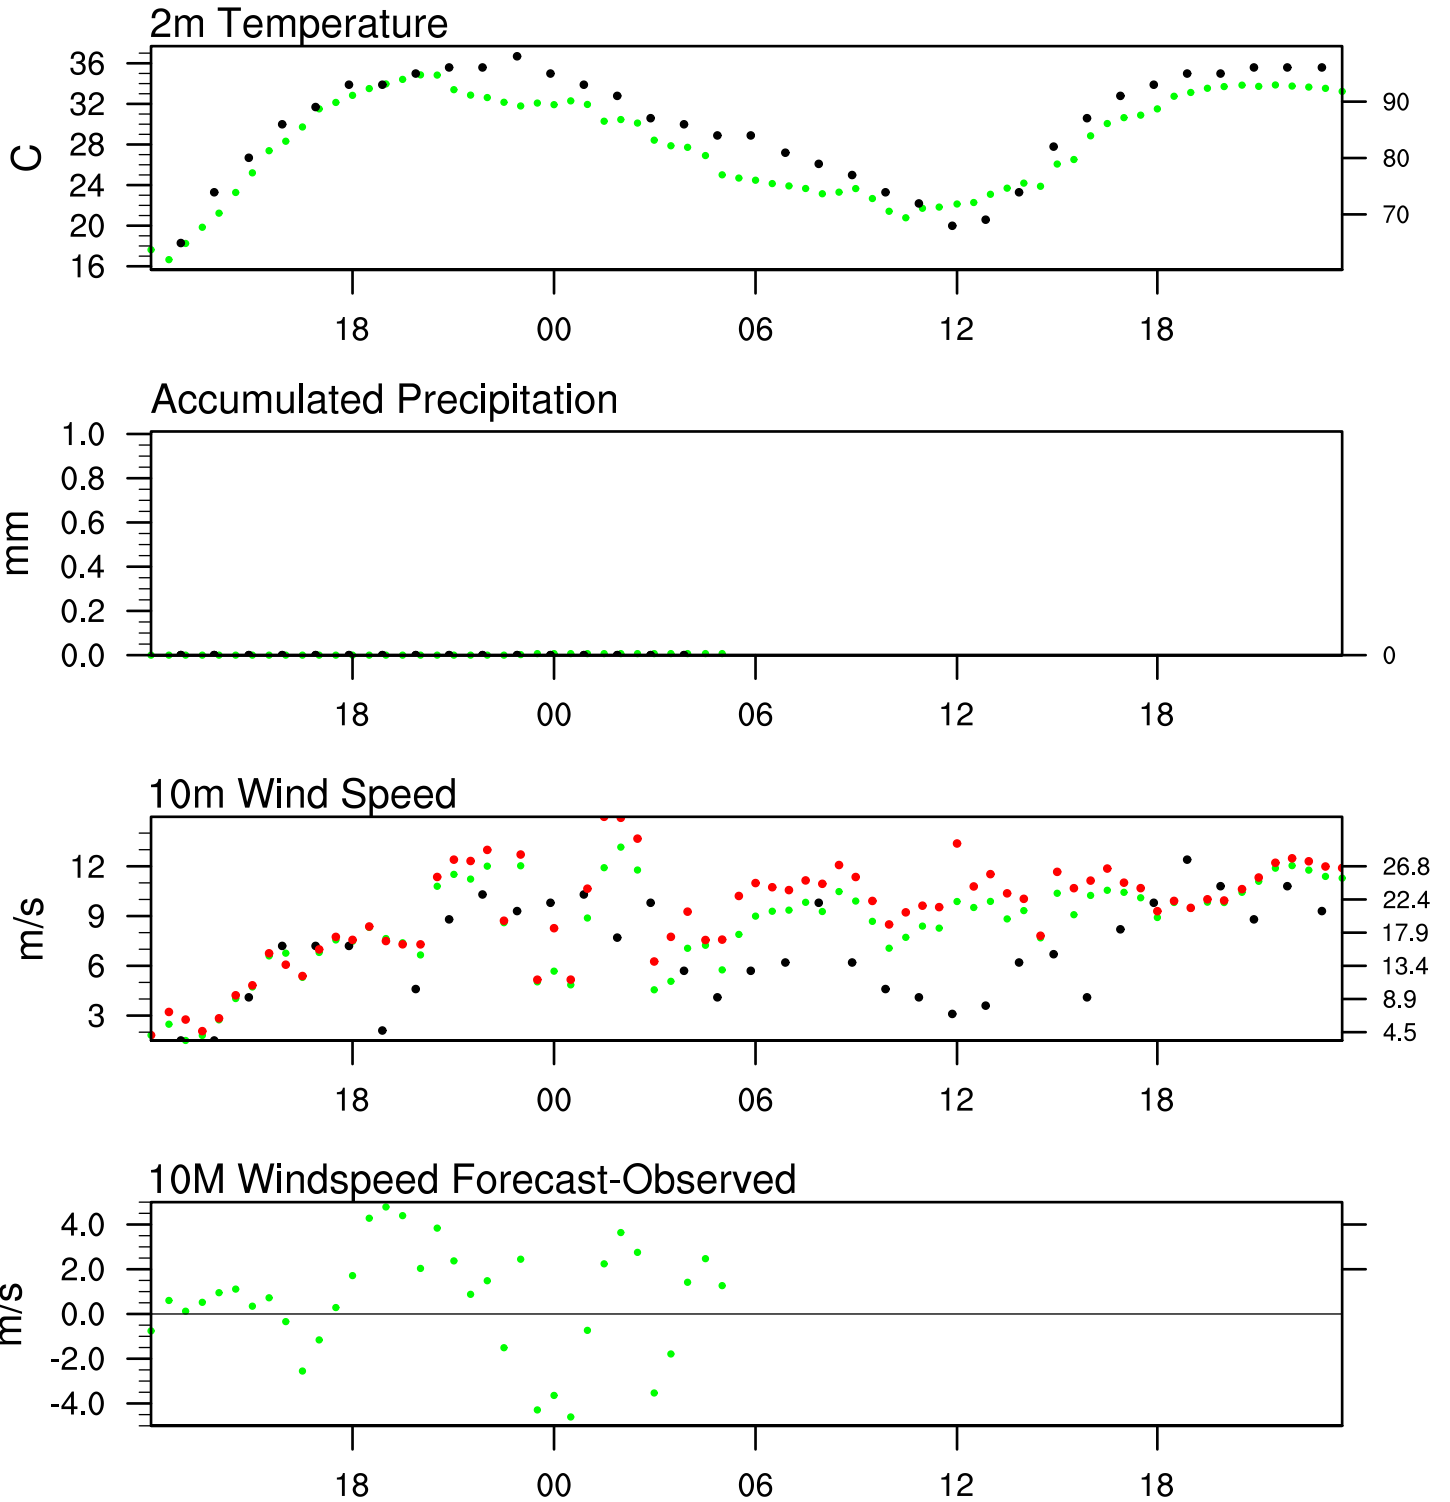 2m Temperature
36
32
28
24
20
16
C
90
80
70
18 00 06 12 18
Accumulated Precipitation
1.0
0.8
0.6
0.4
0.2
0.0
mm
0
18 00 06 12 18
10m Wind Speed
12
9
6
3
m/s
26.8
22.4
17.9
13.4
8.9
4.5
18 00 06 12 18
10M Windspeed Forecast-Observed
4.0
2.0
0.0
-2.0
-4.0
m/s
18 00 06 12 18